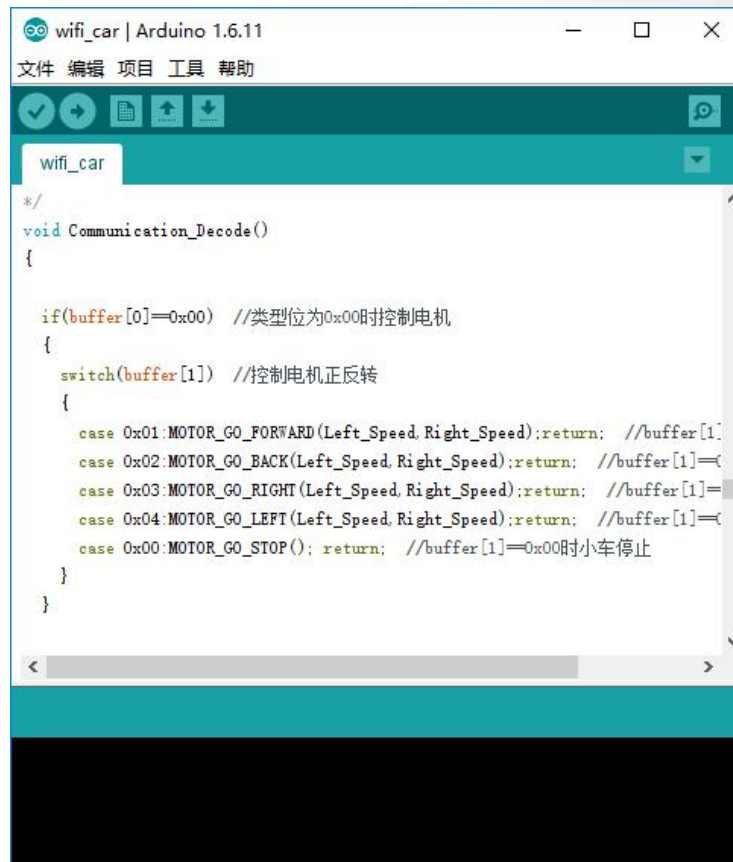 wifi_car | Arduino 1.6.11
文件 编辑 项目 工具 帮助
wifi_car
*/
void Communication_Decode()
{
if(buffer[0]==0x00) //类型位为0x00时控制电机
{
switch(buffer[1]) //控制电机正反转
{
case 0x01:MOTOR_GO_FORWARD(Left_Speed,Right_Speed);return; //buffer[1]
case 0x02:MOTOR_GO_BACK(Left_Speed,Right_Speed);return; //buffer[1]==0
case 0x03:MOTOR_GO_RIGHT(Left_Speed,Right_Speed);return; //buffer[1]=
case 0x04:MOTOR_GO_LEFT(Left_Speed,Right_Speed);return; //buffer[1]==0
case 0x00:MOTOR_GO_STOP(); return; //buffer[1]==0x00时小车停止
}
}